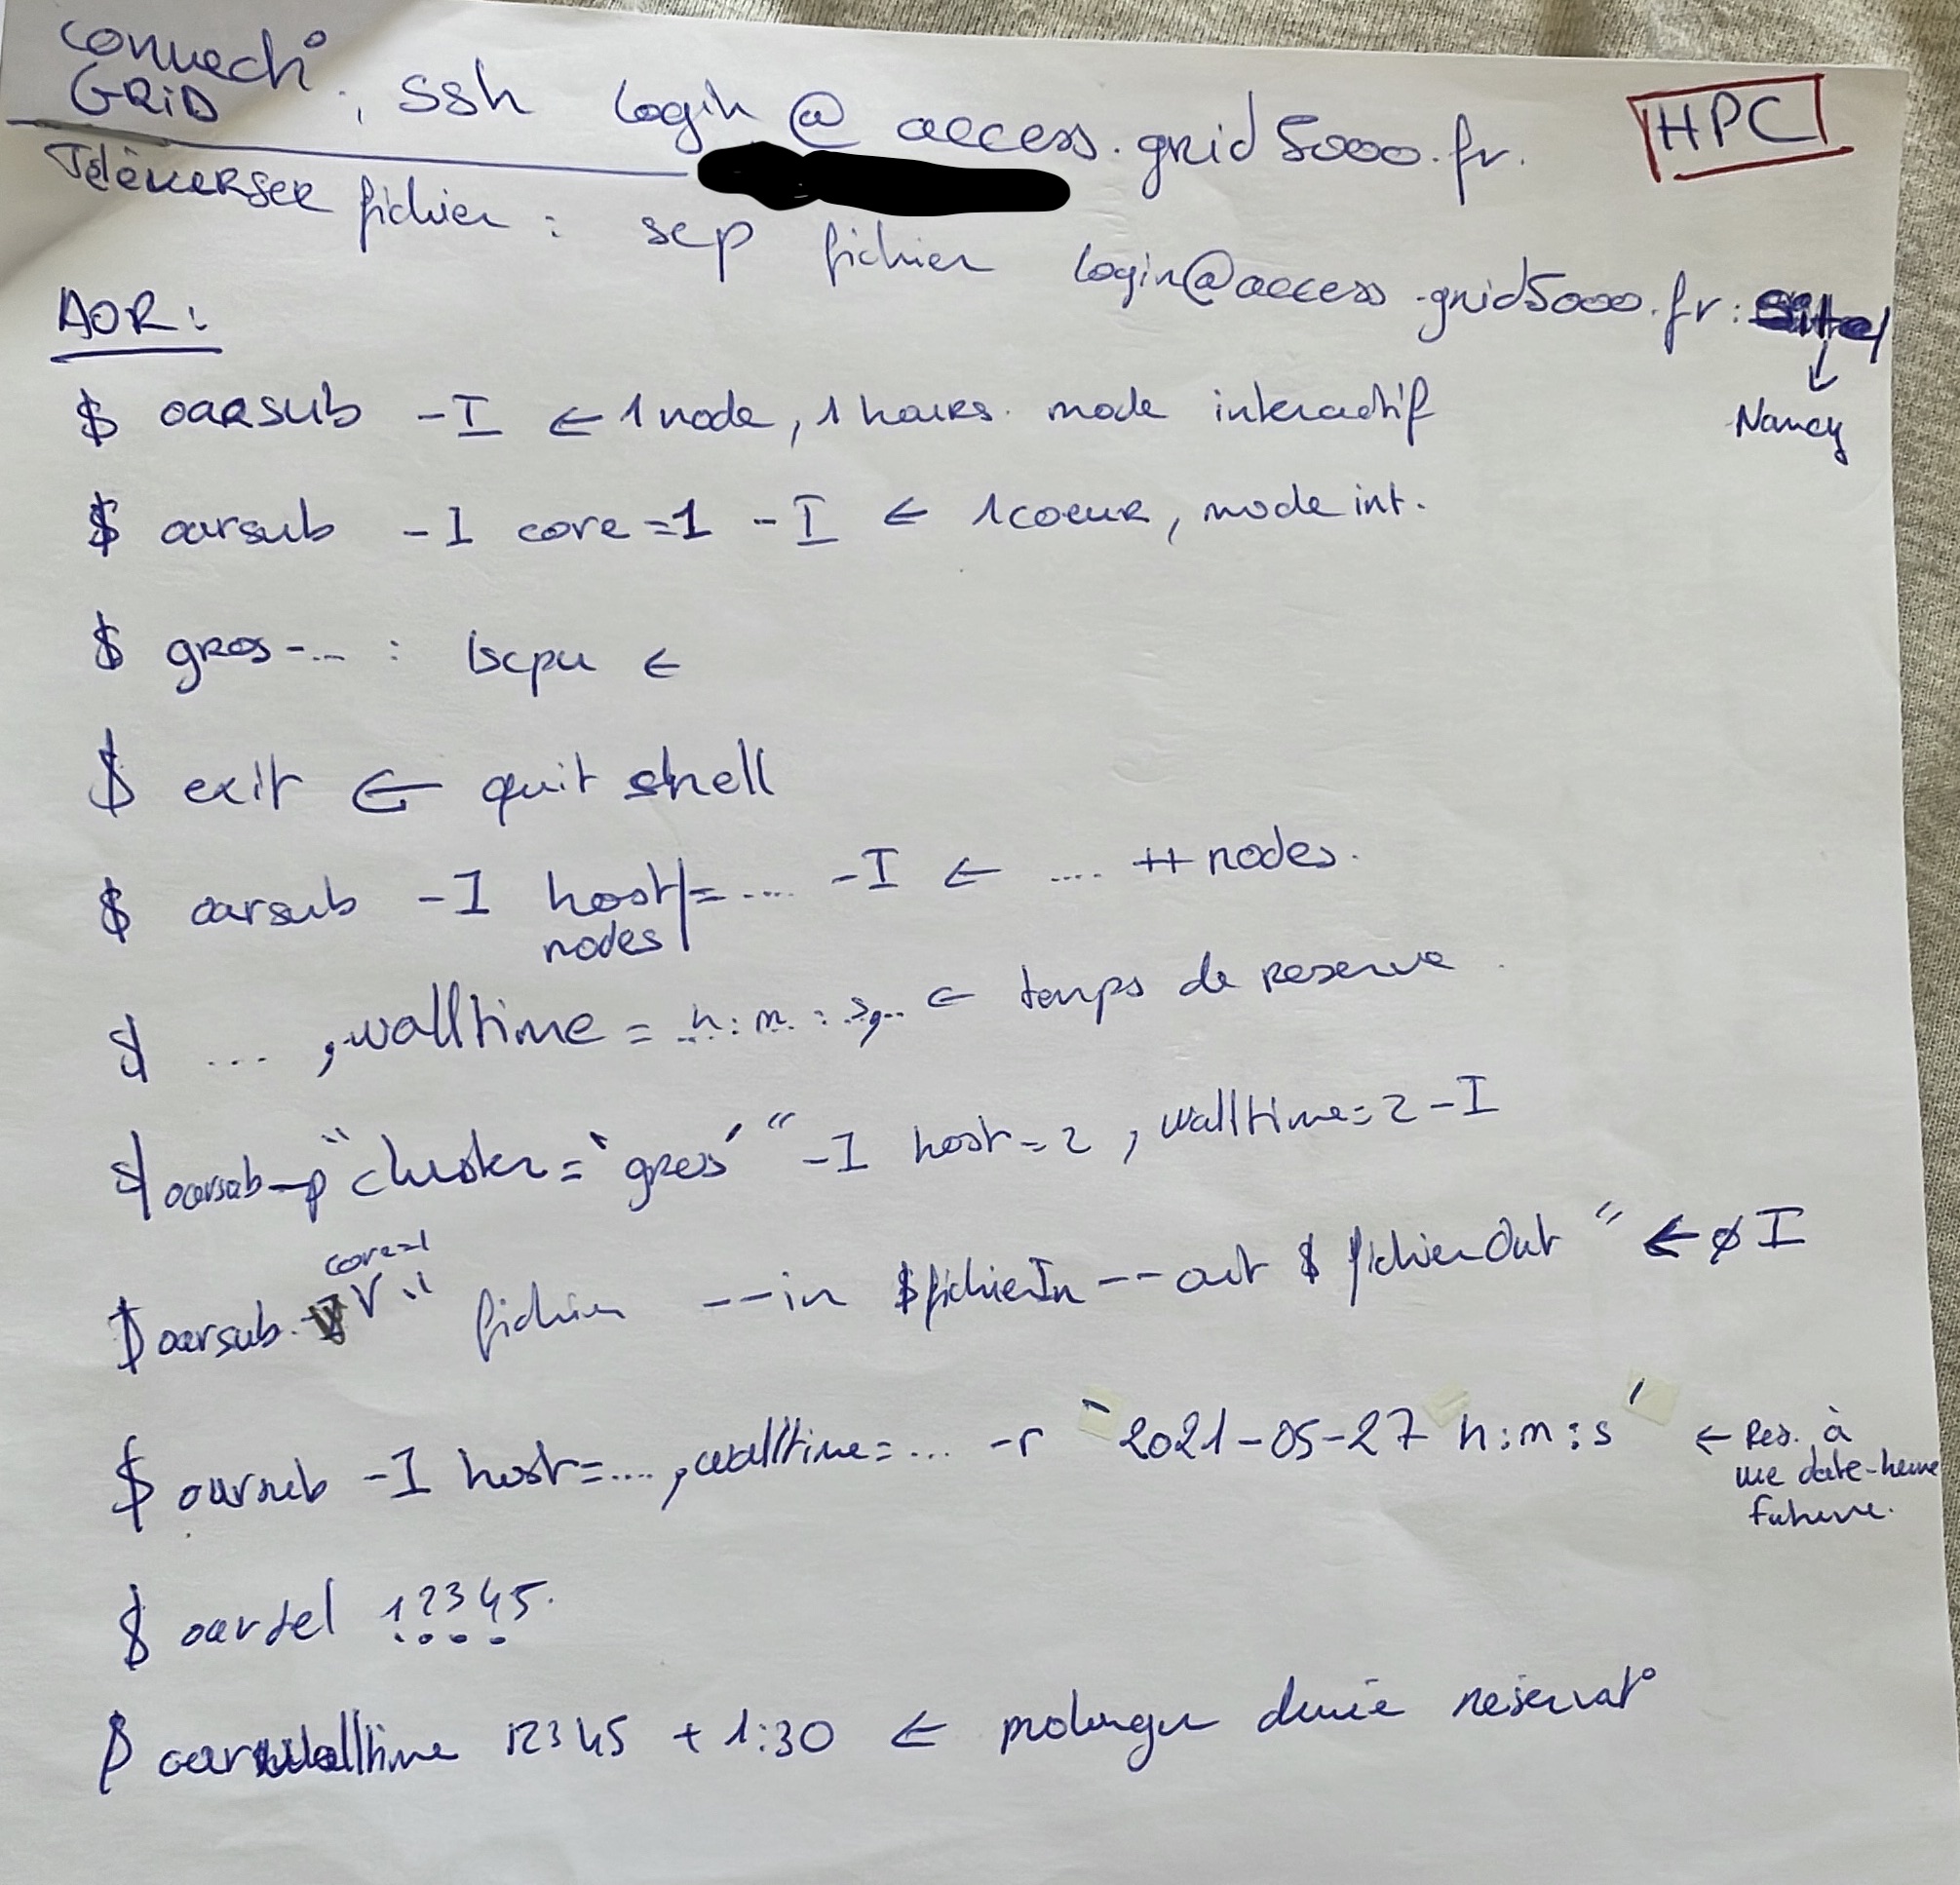 connecti° GRID : ssh login@access.grid5000.fr.
HPC
Téléverser fichier : scp fichier login@access.grid5000.fr:Site/
↓
Nancy
AOR :
$ oarsub -I ← 1 node, 1 hours. mode interactif
$ oarsub -l core=1 -I ← 1 coeur, mode int.
$ gros-... : lscpu ←
$ exit ← quit shell
$ oarsub -l host/=.... -I ← .... ++ nodes.
nodes
$ ... , walltime = h:m:s ← temps de reserve
$ oarsub -p "cluster='gros'" -l host=2, walltime=2 -I
core=1
$ oarsub -l " fichier --in $fichierIn --out $fichierOut " ← ø I
$ oarsub -l host=...., walltime=... -r '2021-05-27 h:m:s' ← Res. à
une date-heure
future.
$ oardel 12345.
$ oarwalltime 12345 +1:30 ← prolonger durée réservat°